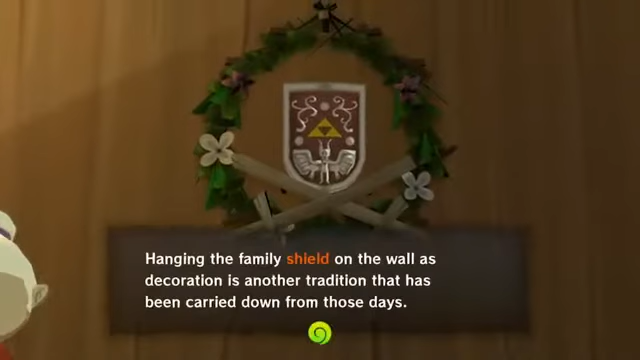 Hanging the family shield on the wall as
decoration is another tradition that has
been carried down from those days.